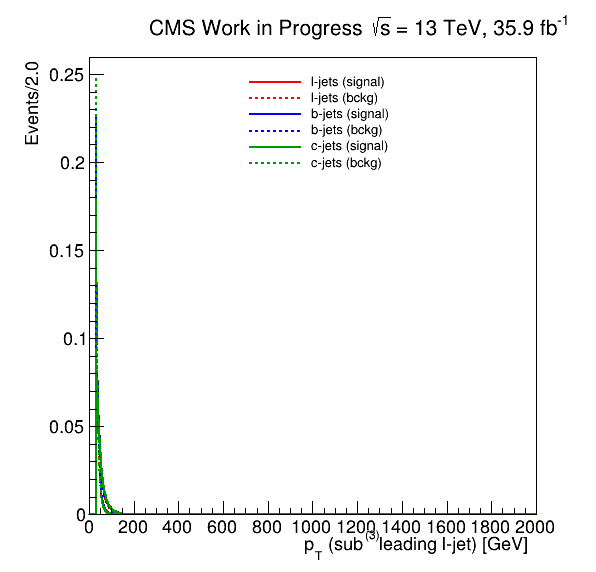 CMS Work in Progress √s = 13 TeV, 35.9 fb⁻¹
Events/2.0
0.25
0.2
0.15
0.1
0.05
0
l-jets (signal)
l-jets (bckg)
b-jets (signal)
b-jets (bckg)
c-jets (signal)
c-jets (bckg)
0 200 400 600 800 1000 1200 1400 1600 1800 2000
p_T (sub⁽³⁾leading l-jet) [GeV]